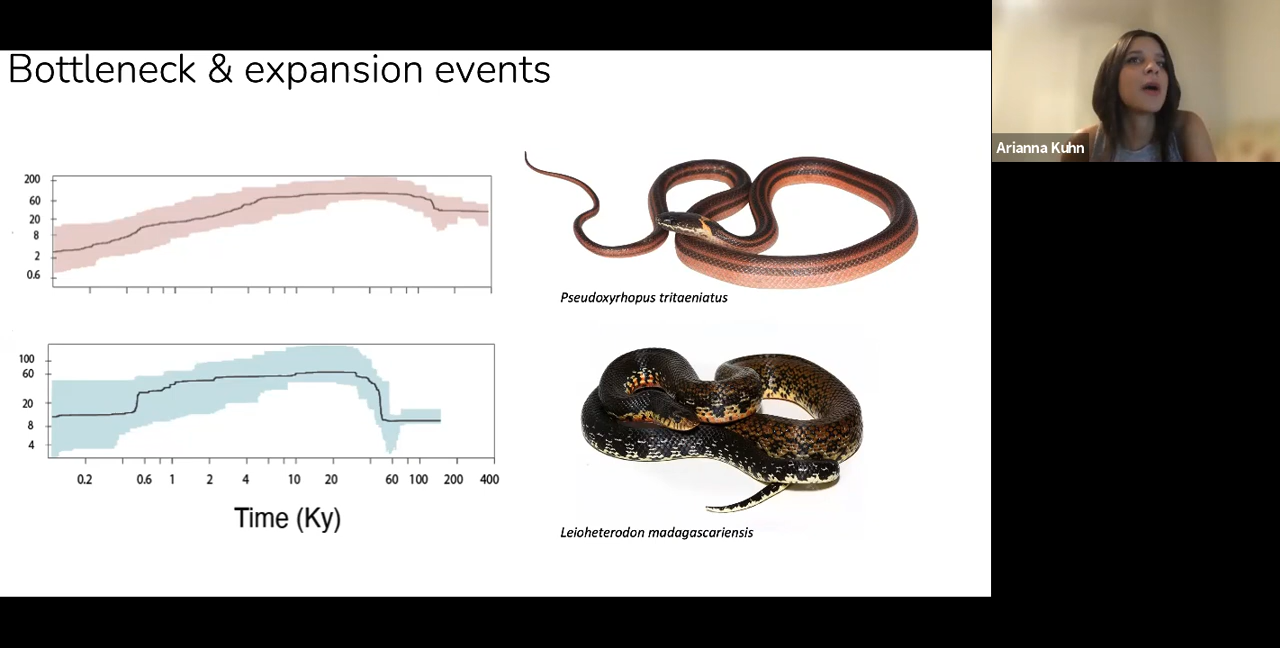 Bottleneck & expansion events
Arianna Kuhn
200
60
20
8
2
0.6
Pseudoxyrhopus tritaeniatus
100
60
20
8
4
0.2 0.6 1 2 4 10 20 60 100 200 400
Time (Ky)
Leioheterodon madagascariensis